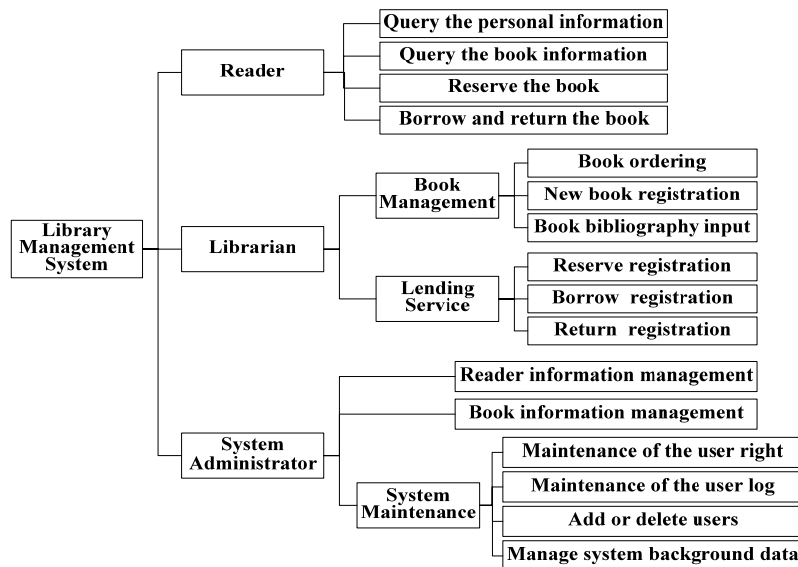 Query the personal information
Query the book information
Reader
Reserve the book
Borrow and return the book
Book ordering
Book
Management
New book registration
Book bibliography input
Library
Management
System
Librarian
Reserve registration
Lending
Service
Borrow registration
Return registration
Reader information management
Book information management
System
Administrator
Maintenance of the user right
Maintenance of the user log
System
Maintenance
Add or delete users
Manage system background data